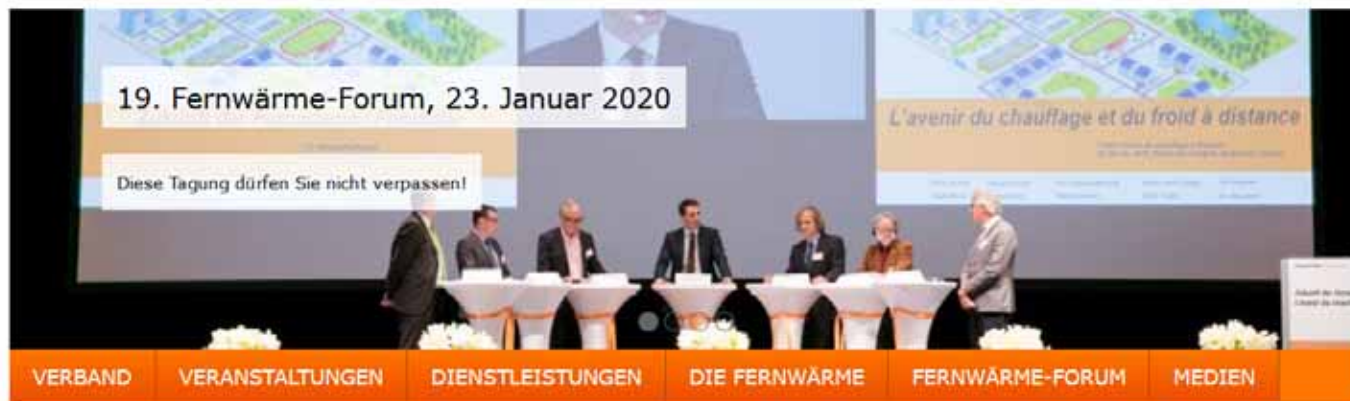 19. Fernwärme-Forum, 23. Januar 2020
L'avenir du chauffage et du froid à distance
Diese Tagung dürfen Sie nicht verpassen!
VERBAND VERANSTALTUNGEN DIENSTLEISTUNGEN DIE FERNWÄRME FERNWÄRME-FORUM MEDIEN